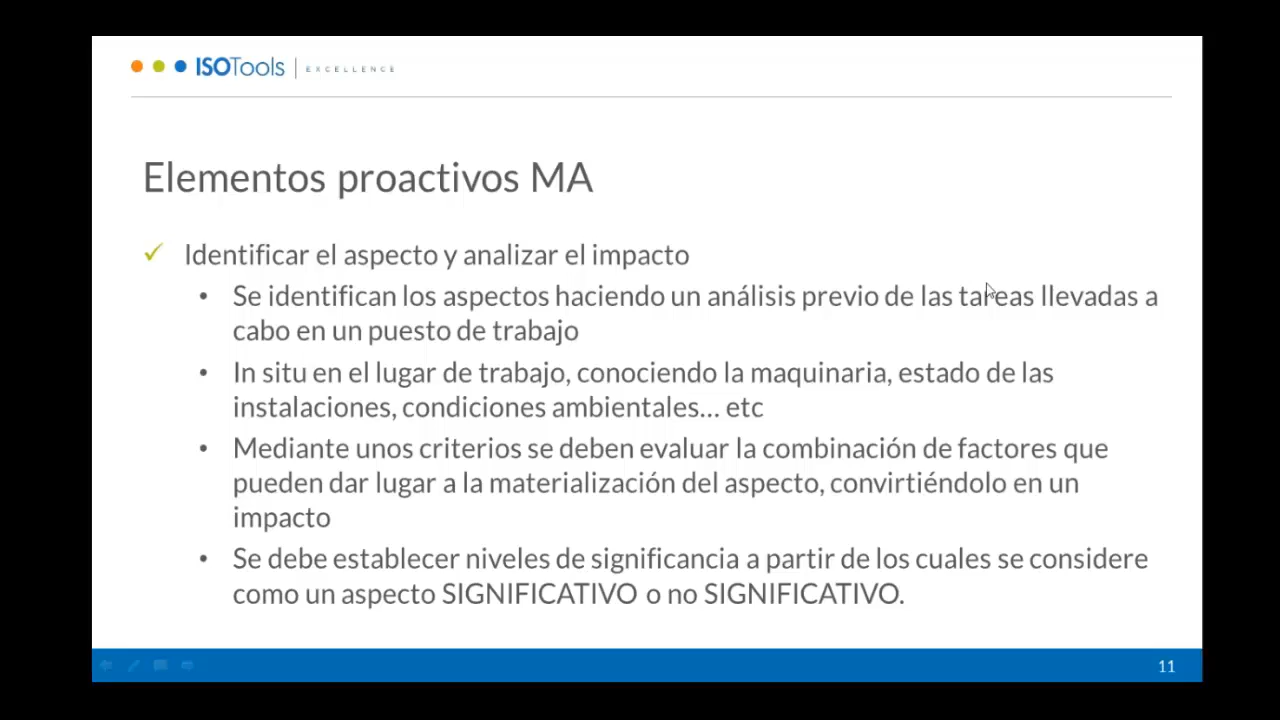 ISOTools | EXCELLENCE
Elementos proactivos MA
✓ Identificar el aspecto y analizar el impacto
• Se identifican los aspectos haciendo un análisis previo de las tareas llevadas a
cabo en un puesto de trabajo
• In situ en el lugar de trabajo, conociendo la maquinaria, estado de las
instalaciones, condiciones ambientales... etc
• Mediante unos criterios se deben evaluar la combinación de factores que
pueden dar lugar a la materialización del aspecto, convirtiéndolo en un
impacto
• Se debe establecer niveles de significancia a partir de los cuales se considere
como un aspecto SIGNIFICATIVO o no SIGNIFICATIVO.
11